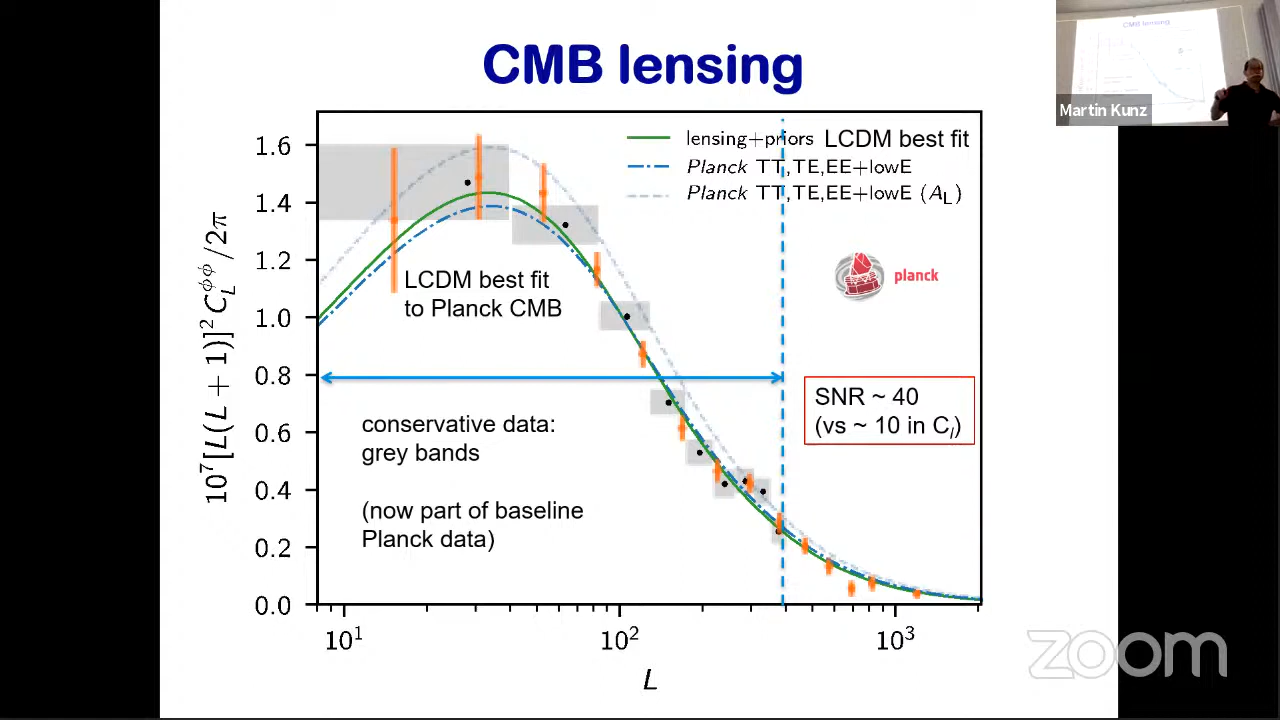 CMB lensing
CMB lensing
Martin Kunz
lensing+priors LCDM best fit
Planck TT,TE,EE+lowE
Planck TT,TE,EE+lowE (A_L)
planck
LCDM best fit
to Planck CMB
SNR ~ 40
(vs ~ 10 in C_l)
conservative data:
grey bands
(now part of baseline
Planck data)
10^7[L(L + 1)]^2 C_L^{ϕϕ}/2π
1.6
1.4
1.2
1.0
0.8
0.6
0.4
0.2
0.0
10^1 10^2 10^3
L
zoom